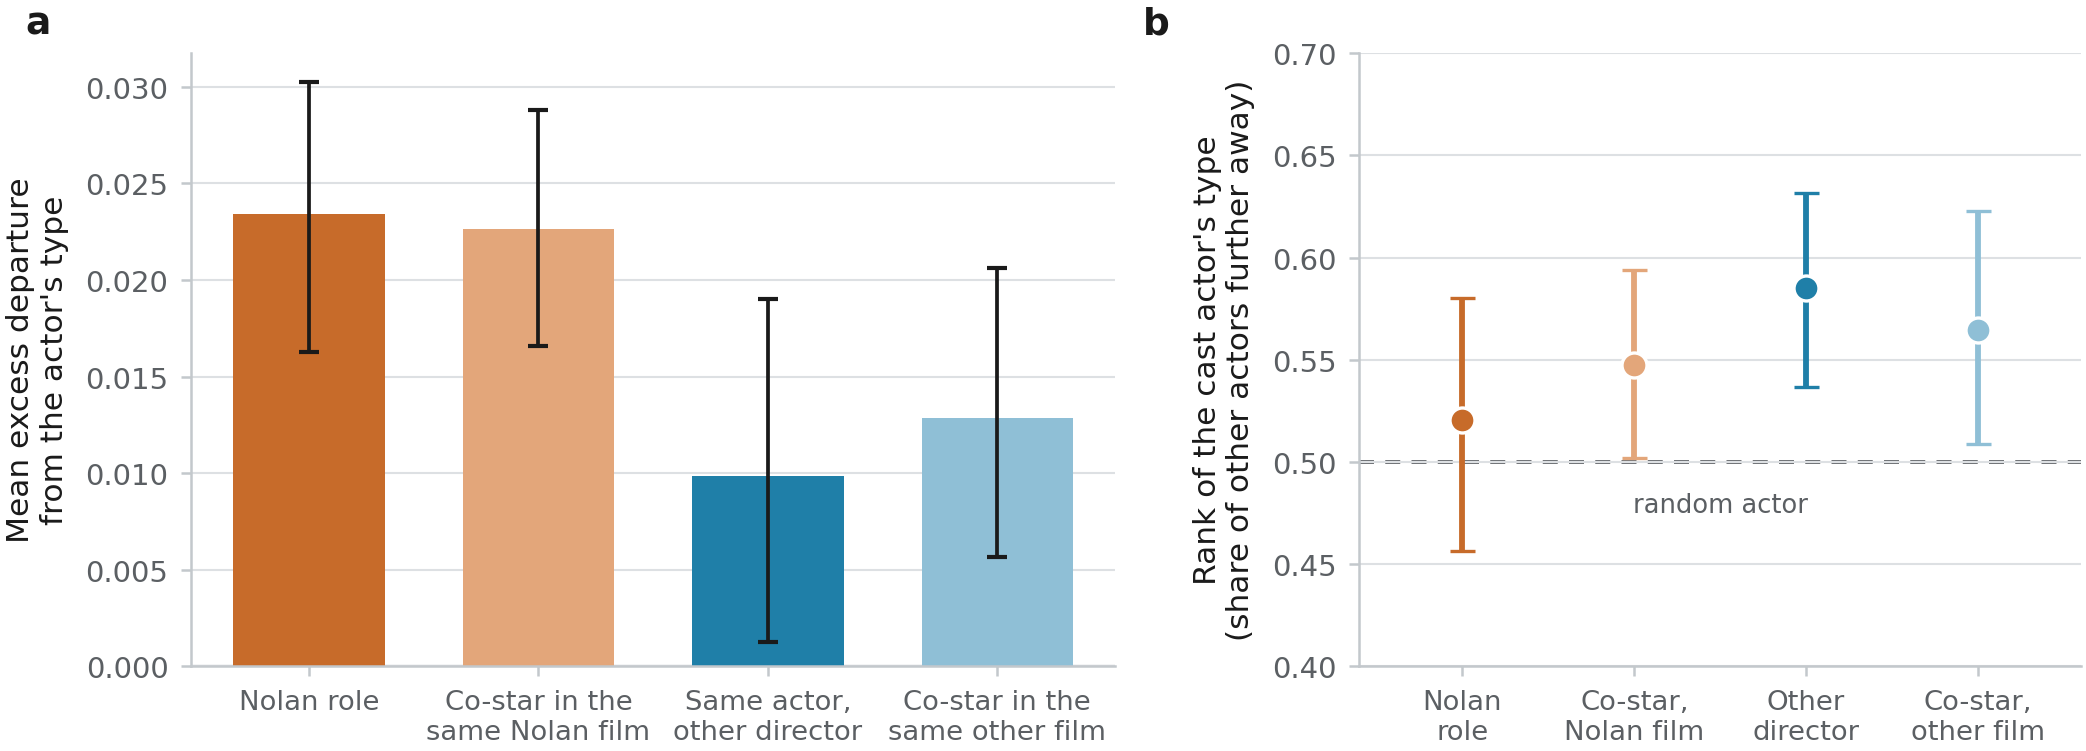 a
Mean excess departure
from the actor's type
0.030
0.025
0.020
0.015
0.010
0.005
0.000
Nolan role
Co-star in the
same Nolan film
Same actor,
other director
Co-star in the
same other film
b
Rank of the cast actor's type
(share of other actors further away)
0.70
0.65
0.60
0.55
0.50
0.45
0.40
random actor
Nolan
role
Co-star,
Nolan film
Other
director
Co-star,
other film